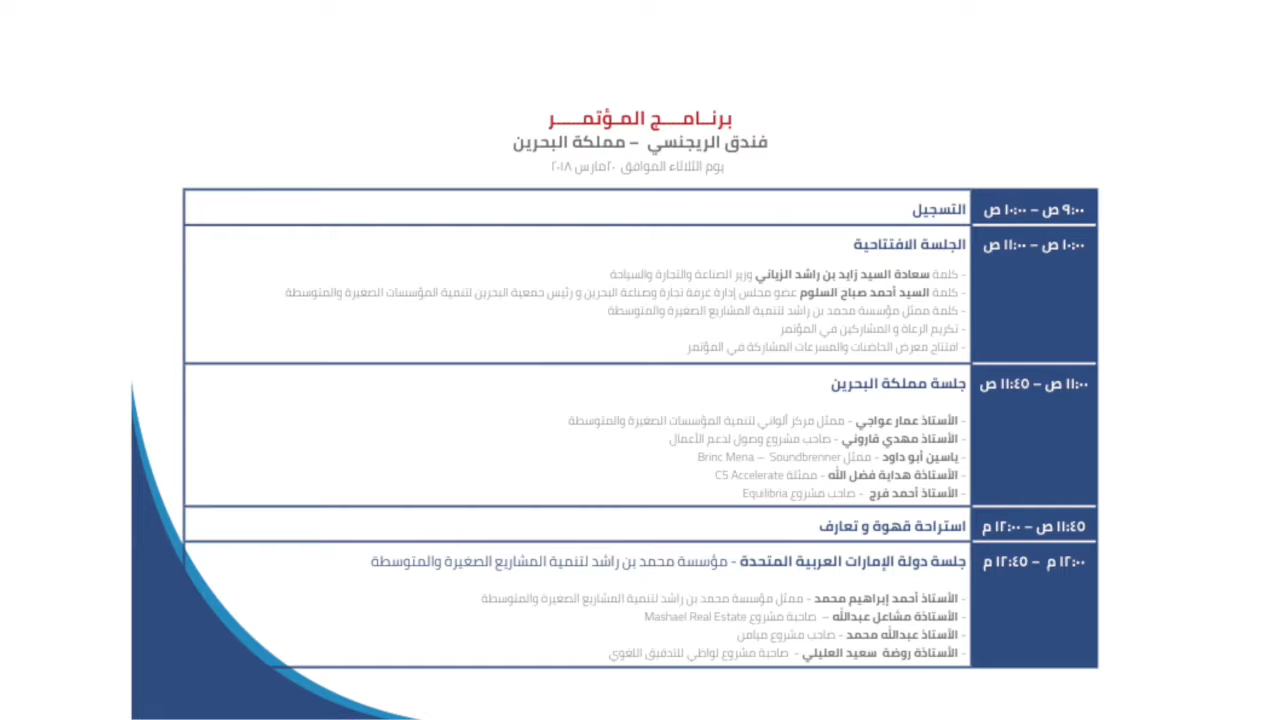 برنــامــــج المـؤتمـــــر
فندق الريجنسي – مملكة البحرين
يوم الثلاثاء الموافق ٢٠مارس ٢٠١٨
٩:٠٠ ص – ١٠:٠٠ ص التسجيل
١٠:٠٠ ص – ١١:٠٠ ص الجلسة الافتتاحية
- كلمة سعادة السيد زايد بن راشد الزياني وزير الصناعة والتجارة والسياحة
- كلمة السيد أحمد صباح السلوم عضو مجلس إدارة غرفة تجارة وصناعة البحرين و رئيس جمعية البحرين لتنمية المؤسسات الصغيرة والمتوسطة
- كلمة ممثل مؤسسة محمد بن راشد لتنمية المشاريع الصغيرة والمتوسطة
- تكريم الرعاة و المشاركين في المؤتمر
- افتتاح معرض الحاضنات والمسرعات المشاركة في المؤتمر
١١:٠٠ ص – ١١:٤٥ ص جلسة مملكة البحرين
- الأستاذ عمار عواجي - ممثل مركز ألواني لتنمية المؤسسات الصغيرة والمتوسطة
- الأستاذ مهدي قاروني - صاحب مشروع وصول لدعم الأعمال
- ياسين أبو داود - ممثل Brinc Mena – Soundbrenner
- الأستاذة هداية فضل الله - ممثلة C5 Accelerate
- الأستاذ أحمد فرج - صاحب مشروع Equilibria
١١:٤٥ ص – ١٢:٠٠ م استراحة قهوة و تعارف
١٢:٠٠ م – ١٢:٤٥ م جلسة دولة الإمارات العربية المتحدة - مؤسسة محمد بن راشد لتنمية المشاريع الصغيرة والمتوسطة
- الأستاذ أحمد إبراهيم محمد - ممثل مؤسسة محمد بن راشد لتنمية المشاريع الصغيرة والمتوسطة
- الأستاذة مشاعل عبدالله – صاحبة مشروع Mashael Real Estate
- الأستاذ عبدالله محمد - صاحب مشروع ميامن
- الأستاذة روضة سعيد العليلي - صاحبة مشروع لواظي للتدقيق اللغوي